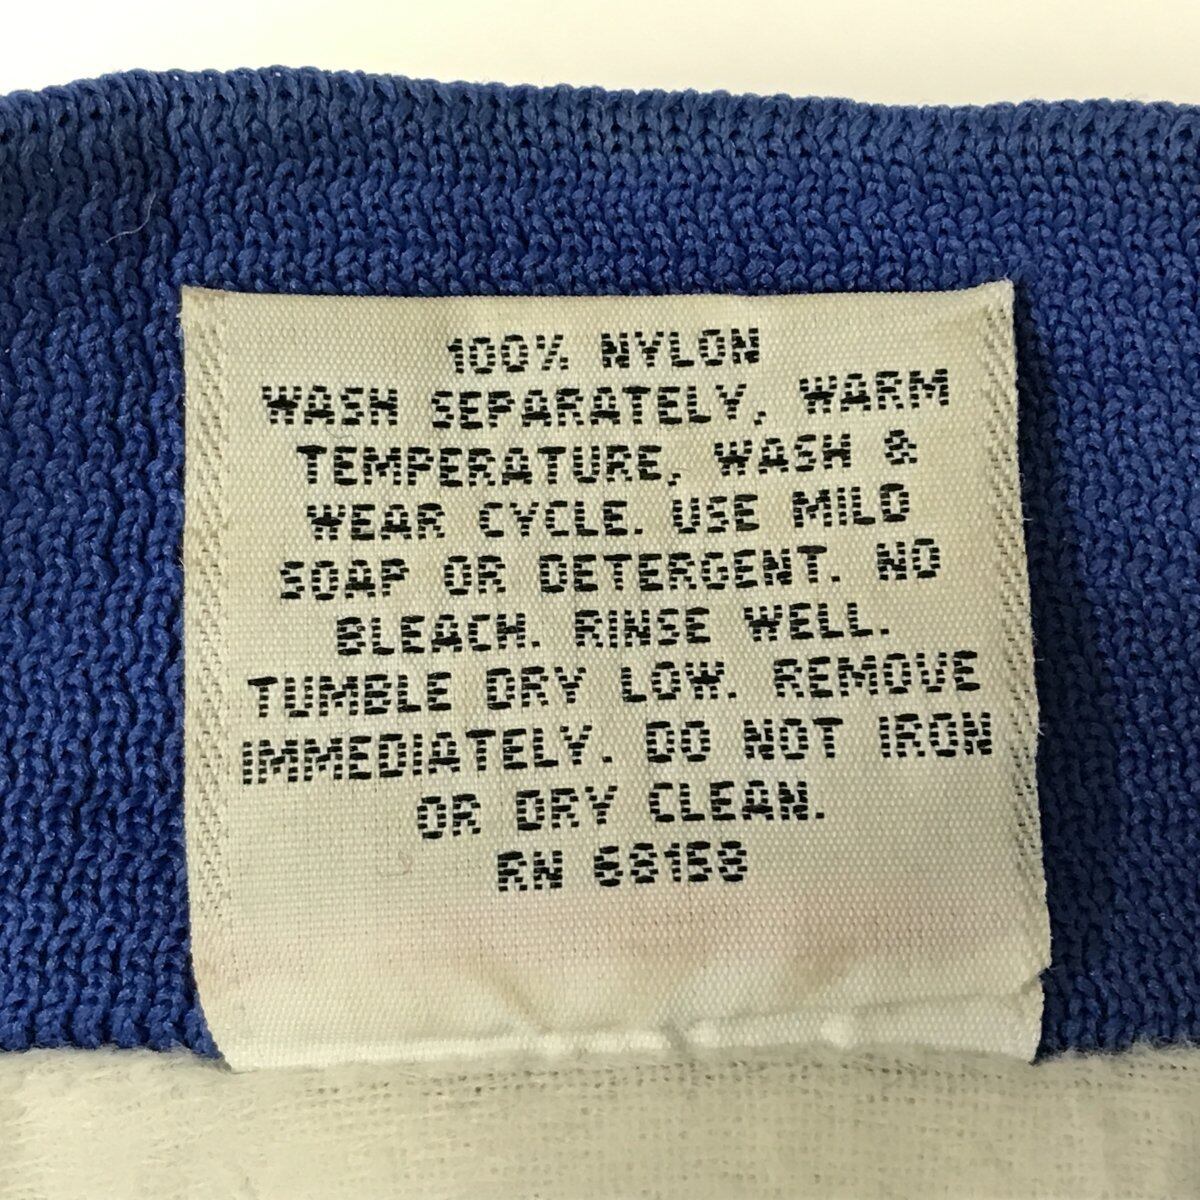 100% NYLON
WASH SEPARATELY, WARM
TEMPERATURE, WASH &
WEAR CYCLE. USE MILD
SOAP OR DETERGENT. NO
BLEACH. RINSE WELL.
TUMBLE DRY LOW. REMOVE
IMMEDIATELY. DO NOT IRON
OR DRY CLEAN.
RN 68158